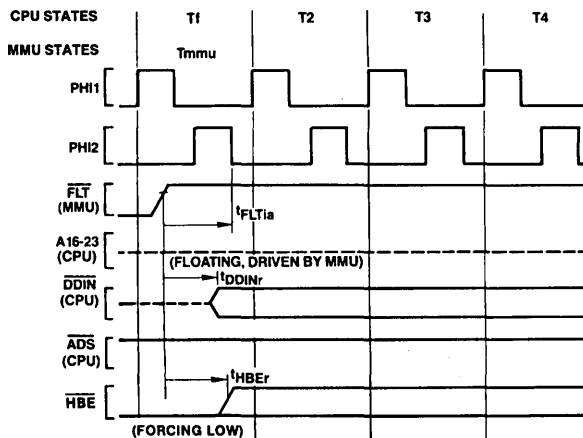 CPU STATES Tf T2 T3 T4
MMU STATES Tmmu
PHI1
PHI2
FLT
(MMU)
tFLTia
A16-23
(CPU)
(FLOATING, DRIVEN BY MMU)
tDDINr
DDIN
(CPU)
ADS
(CPU)
tHBEr
HBE
(FORCING LOW)